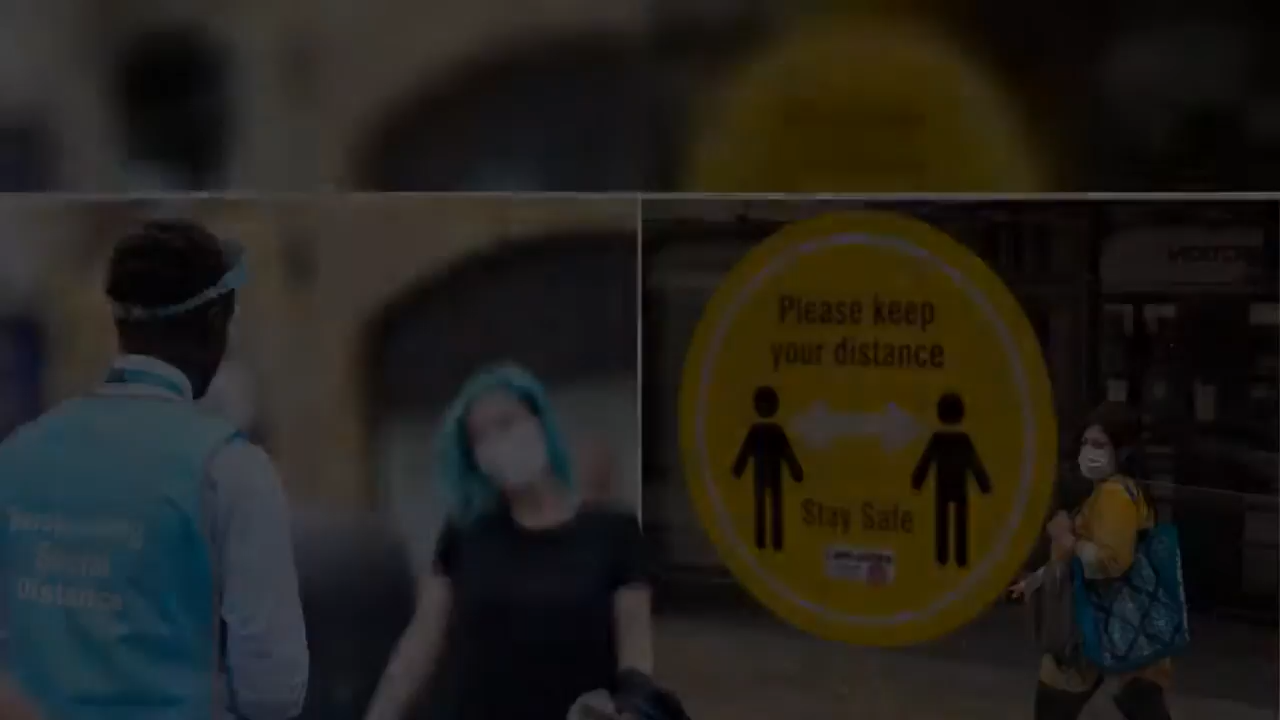 Social
Distance
Please keep
your distance
Stay Safe